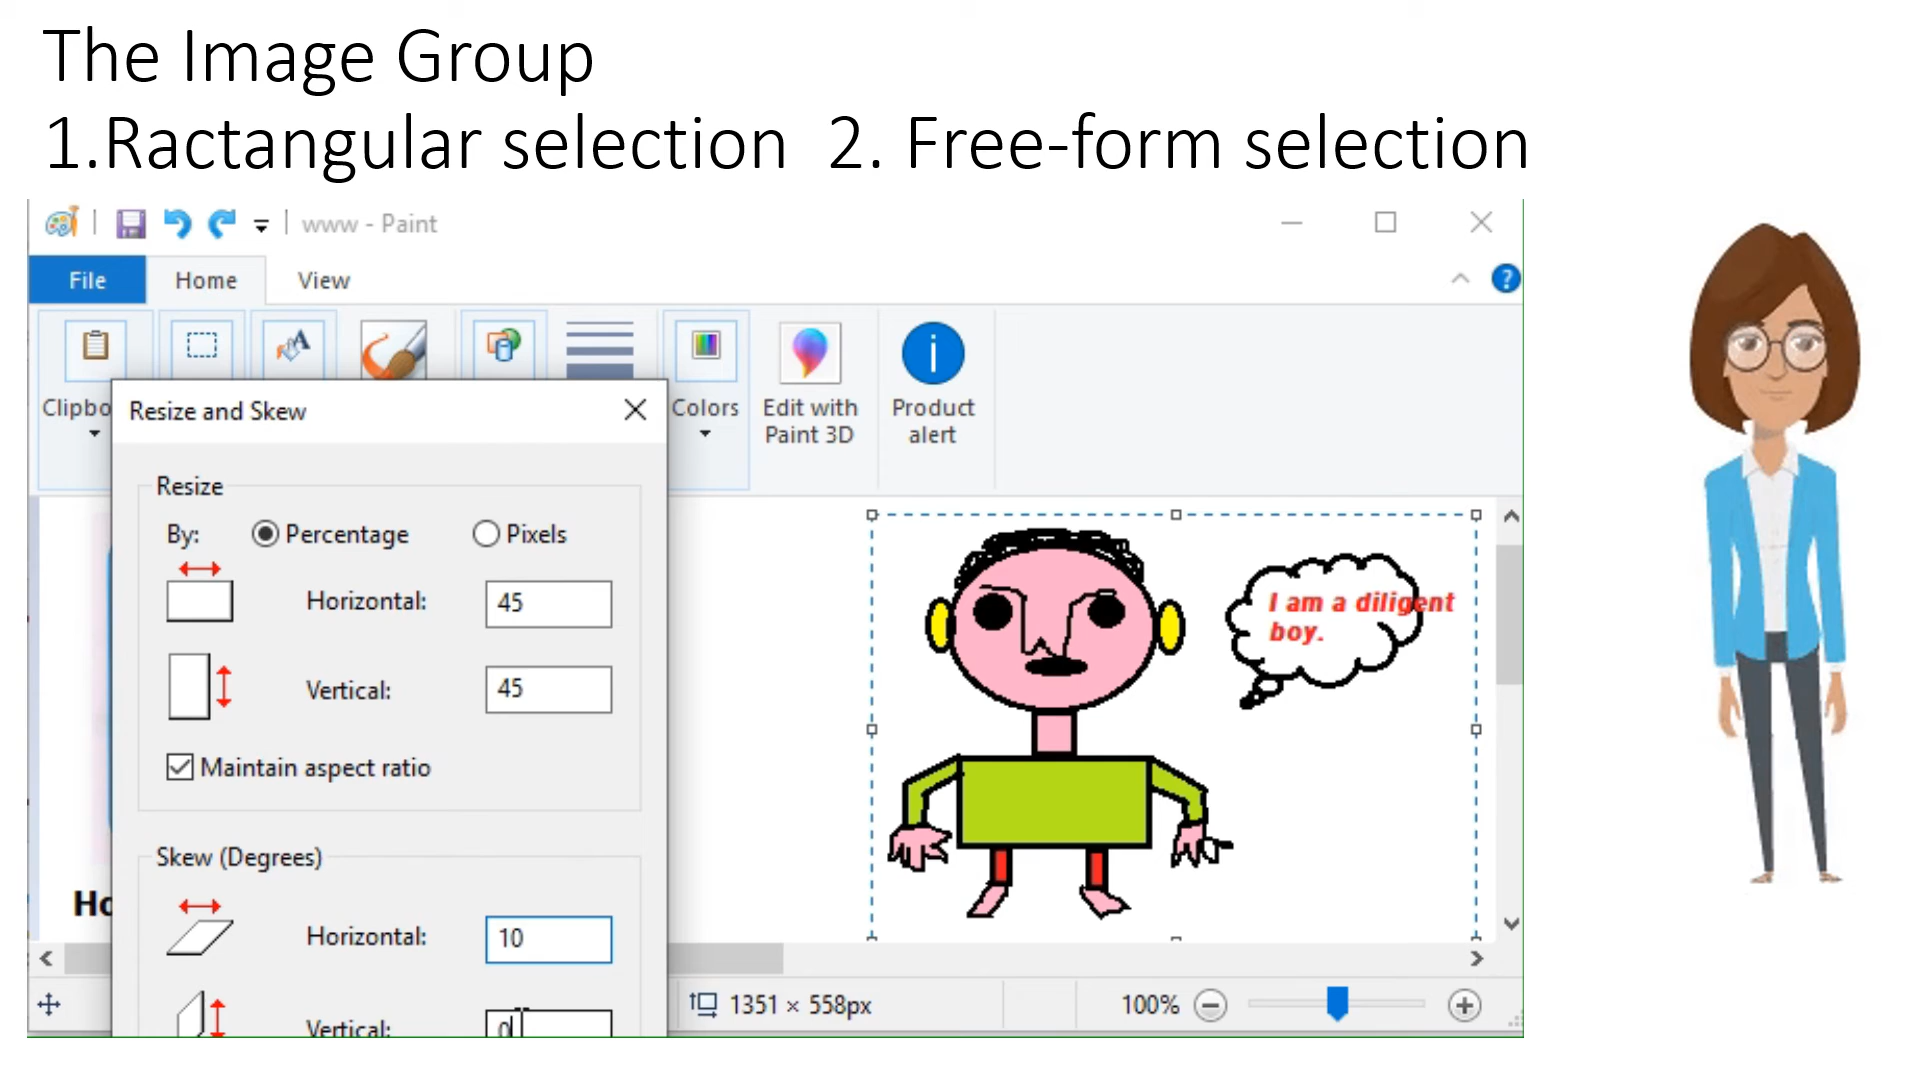 The Image Group
1.Ractangular selection 2. Free-form selection
www - Paint
File Home View
Clipbo
Colors
Edit with
Paint 3D
Product
alert
Resize and Skew
Resize
By: Percentage Pixels
Horizontal: 45
Vertical: 45
Maintain aspect ratio
Skew (Degrees)
Horizontal: 10
Vertical: 0
I am a diligent
boy.
Ho
1351 × 558px
100%